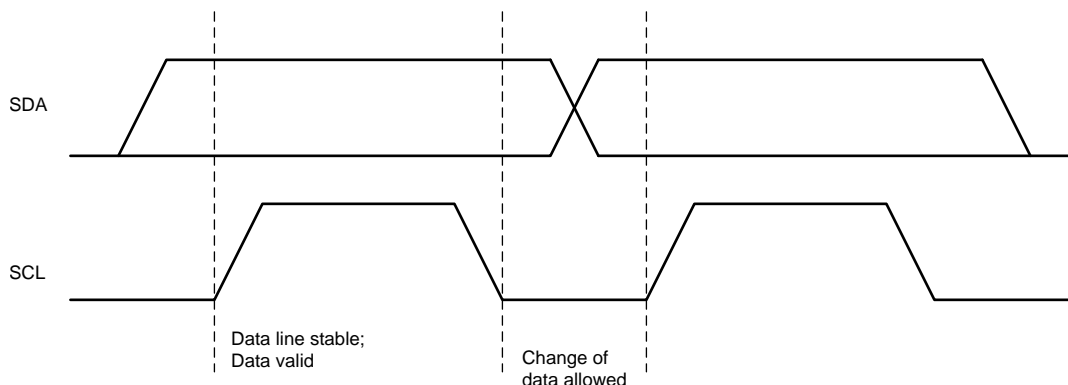 SDA
SCL
Data line stable;
Data valid
Change of
data allowed